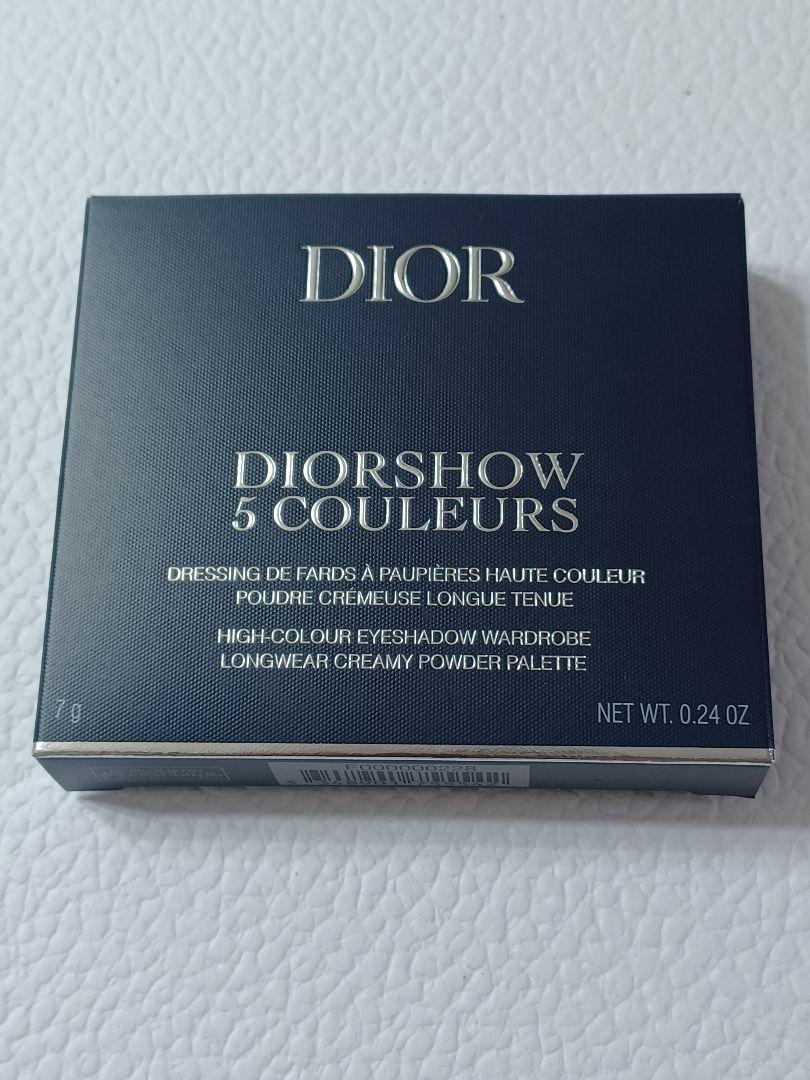 DIOR
DIORSHOW
5 COULEURS
DRESSING DE FARDS À PAUPIÈRES HAUTE COULEUR
POUDRE CRÉMEUSE LONGUE TENUE
HIGH-COLOUR EYESHADOW WARDROBE
LONGWEAR CREAMY POWDER PALETTE
7 g
NET WT. 0.24 OZ
E000000228